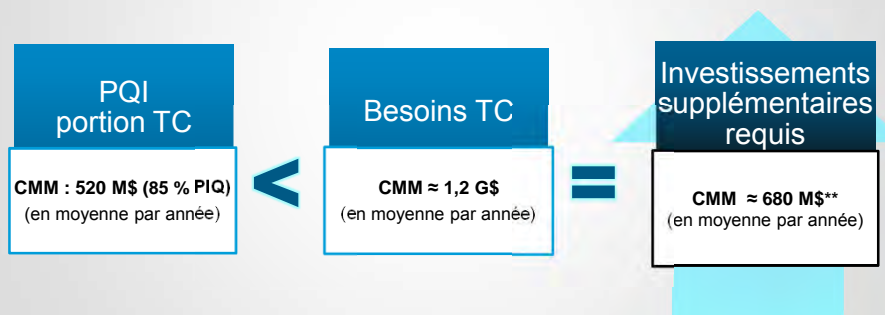 PQI
portion TC
CMM : 520 M$ (85 % PIQ)
(en moyenne par année)
<
Besoins TC
CMM ≈ 1,2 G$
(en moyenne par année)
=
Investissements
supplémentaires
requis
CMM ≈ 680 M$**
(en moyenne par année)